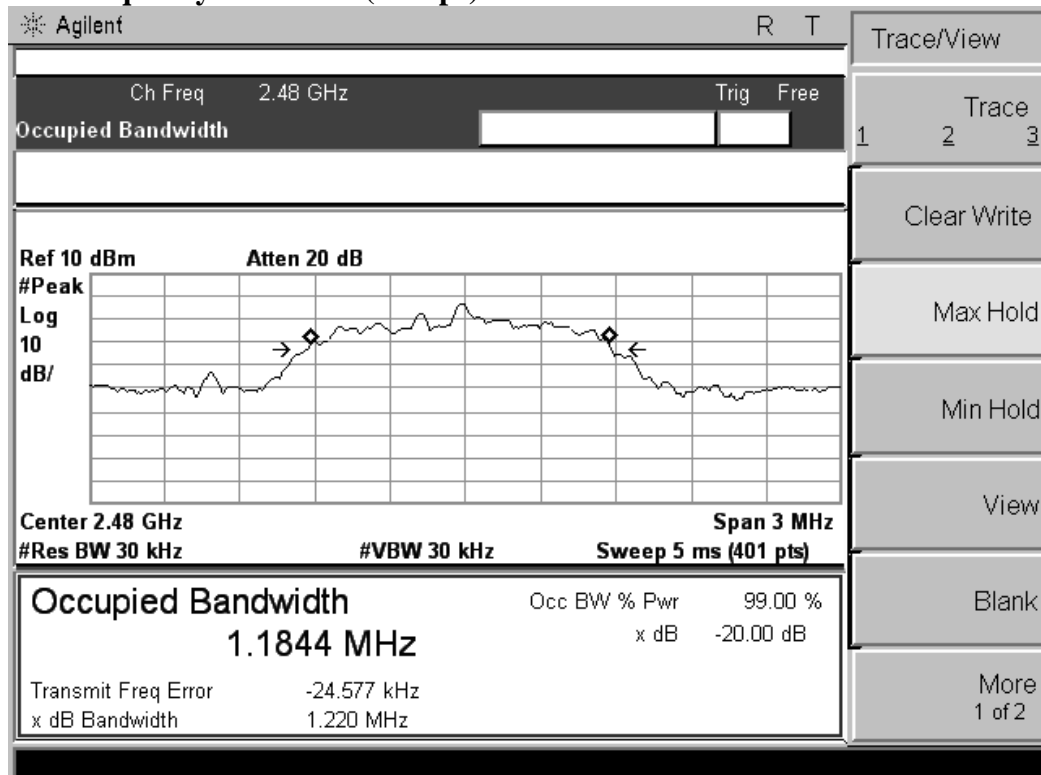 Agilent R T
Ch Freq 2.48 GHz Trig Free
Occupied Bandwidth
Ref 10 dBm Atten 20 dB
#Peak
Log
10
dB/
Center 2.48 GHz Span 3 MHz
#Res BW 30 kHz #VBW 30 kHz Sweep 5 ms (401 pts)
Occupied Bandwidth Occ BW % Pwr 99.00 %
1.1844 MHz x dB -20.00 dB
Transmit Freq Error -24.577 kHz
x dB Bandwidth 1.220 MHz
Trace/View
Trace
1 2 3
Clear Write
Max Hold
Min Hold
View
Blank
More
1 of 2